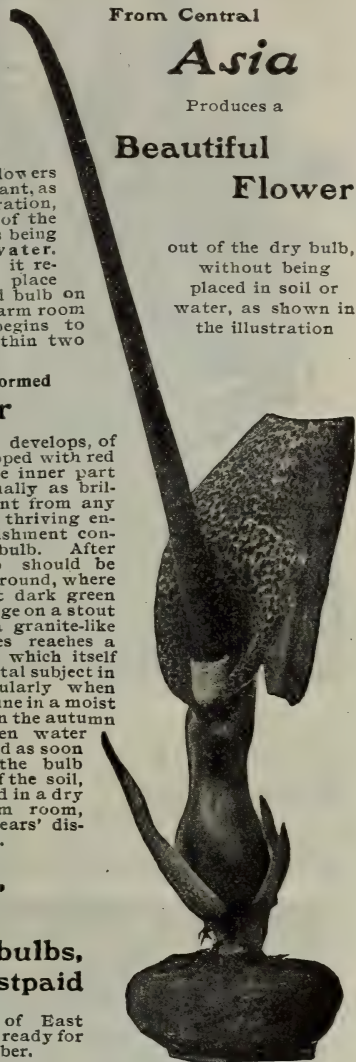 From Central
Asia
Produces a
Beautiful
Flower
out of the dry bulb,
without being
placed in soil or
water, as shown in
the illustration
lowers
ant, as
ration,
of the
being
vater.
it re-
place
d bulb on
arm room
begins to
thin two
ormed
r
develops, of
pped with red
e inner part
ually as bril-
nt from any
thriving en-
ishment con-
bulb. After
should be
round, where
t dark green
ge on a stout
granite-like
es reaches a
which itself
tal subject in
ularly when
une in a moist
n the autumn
en water
d as soon
the bulb
f the soil,
d in a dry
m room,
ears' dis-
bulbs,
stpaid
of East
ready for
ber.